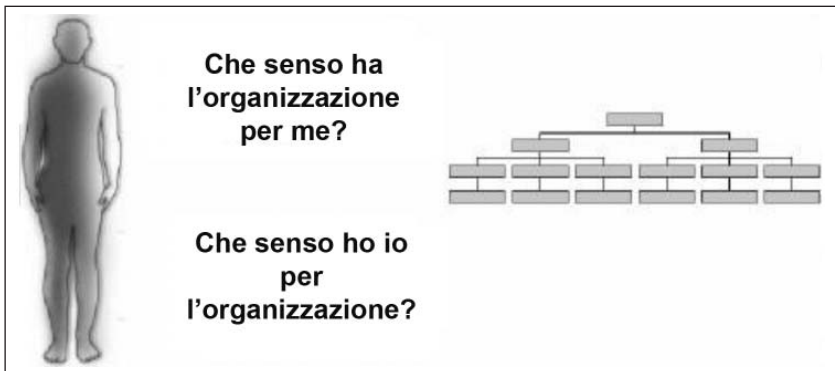 Che senso ha
l'organizzazione
per me?
Che senso ho io
per
l'organizzazione?